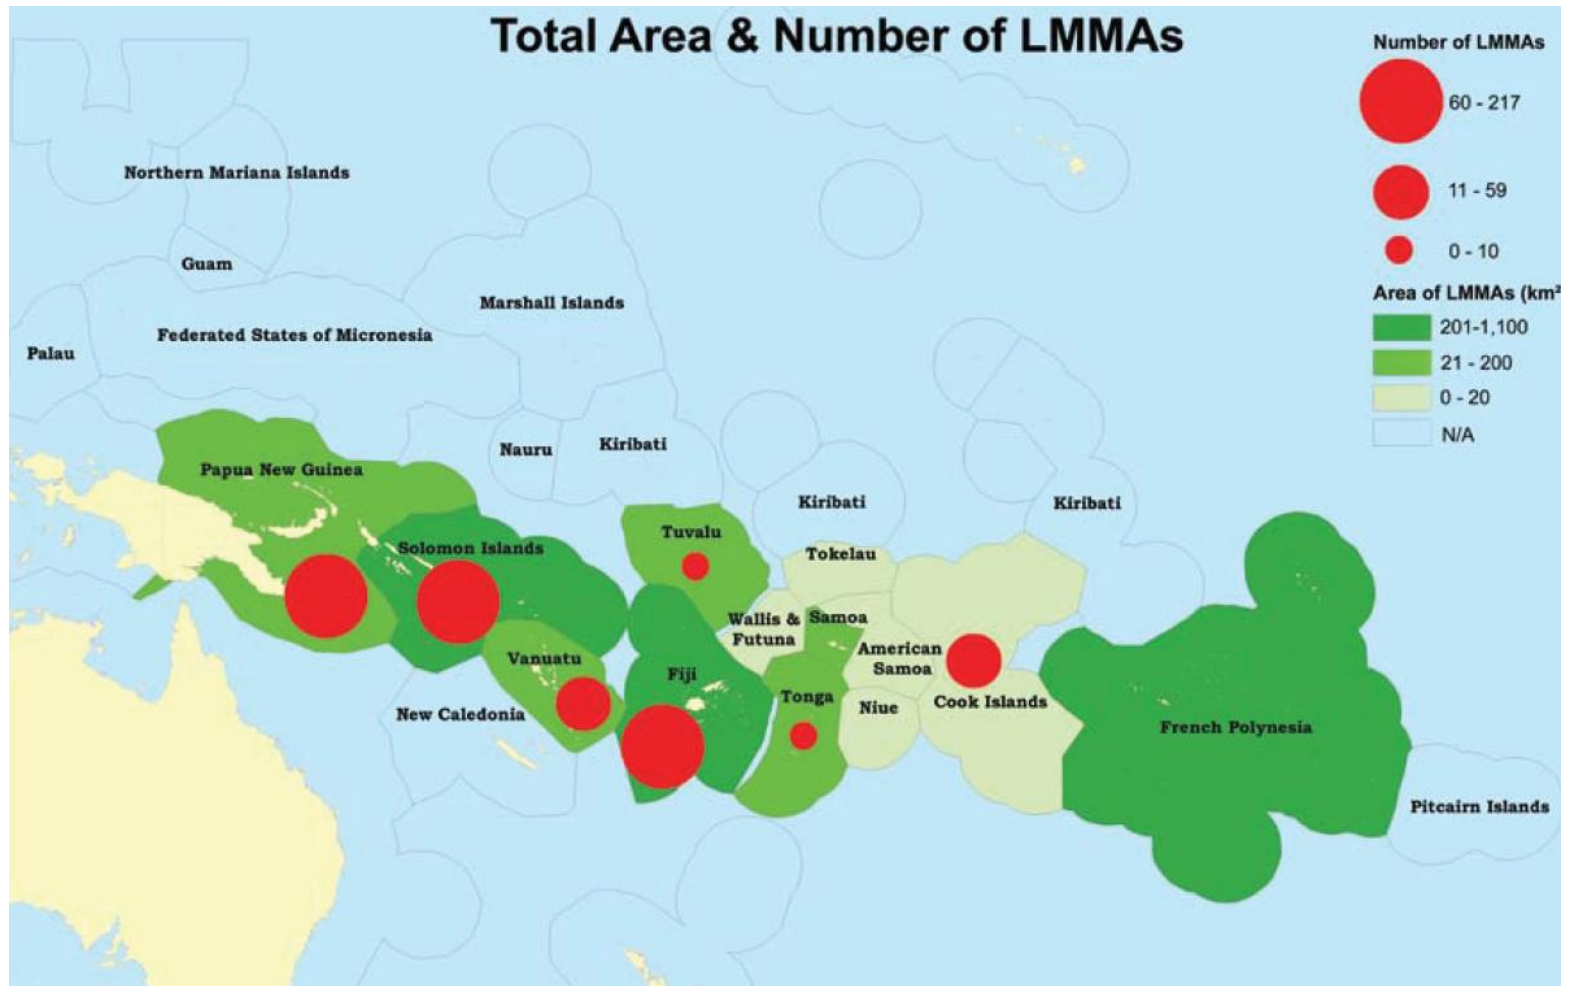 Total Area & Number of LMMAs
Number of LMMAs
60 - 217
11 - 59
0 - 10
Area of LMMAs (km²
201-1,100
21 - 200
0 - 20
N/A
Northern Mariana Islands
Guam
Marshall Islands
Federated States of Micronesia
Palau
Nauru
Kiribati
Papua New Guinea
Kiribati
Kiribati
Tuvalu
Solomon Islands
Tokelau
Wallis &
Futuna
Samoa
American
Samoa
Vanuatu
Fiji
Tonga
Niue
Cook Islands
New Caledonia
French Polynesia
Pitcairn Islands